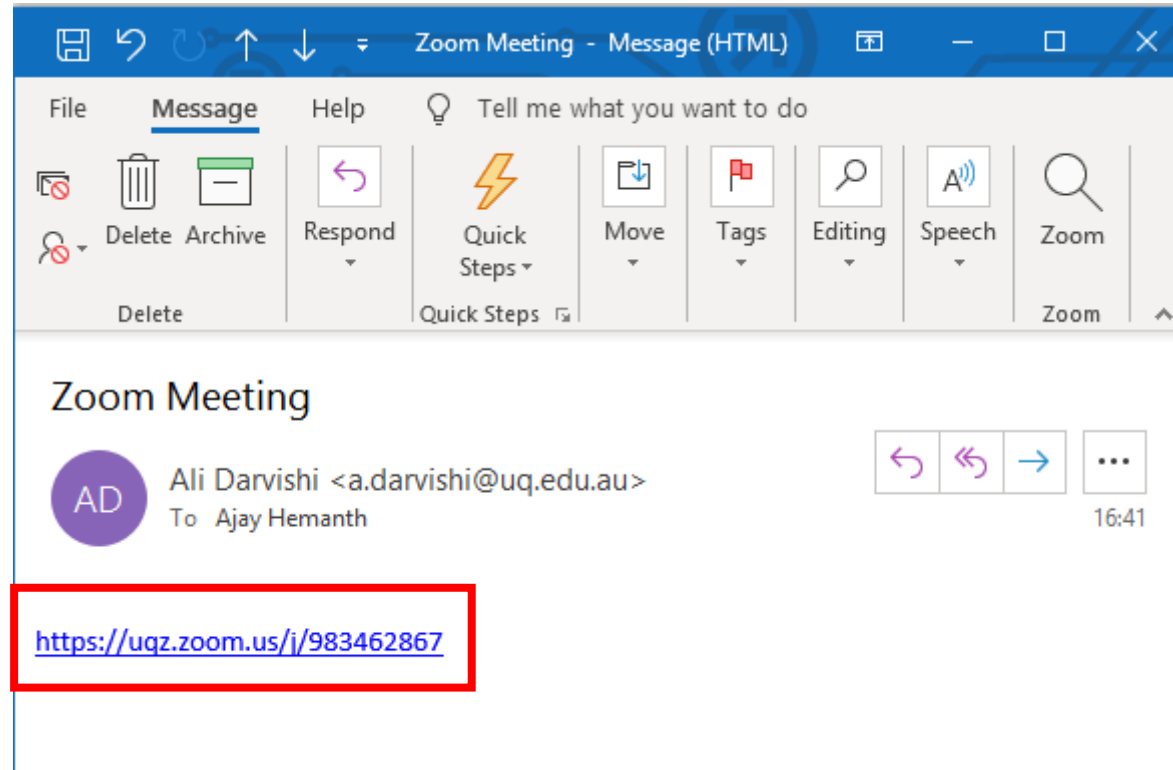 Zoom Meeting - Message (HTML)
File Message Help Tell me what you want to do
Delete Archive Respond Quick Steps Move Tags Editing Speech Zoom
Delete Quick Steps Zoom
Zoom Meeting
AD
Ali Darvishi <a.darvishi@uq.edu.au>
To Ajay Hemanth
16:41
https://uqz.zoom.us/j/983462867